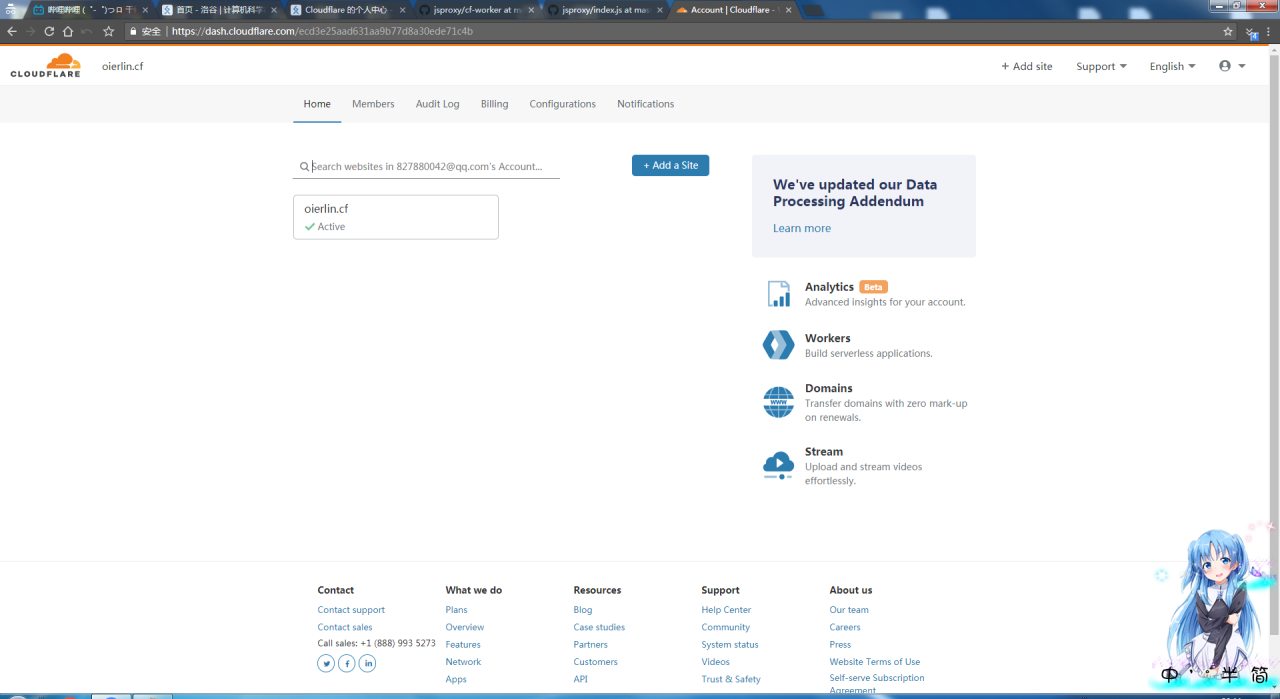 哔哩哔哩 ( ゜- ゜)つロ 干
首页 - 洛谷 | 计算机科学
Cloudflare 的个人中心
jsproxy/cf-worker at m
jsproxy/index.js at mas
Account | Cloudflare -
安全 | https://dash.cloudflare.com/ecd3e25aad631aa9b77d8a30ede71c4b
CLOUDFLARE
oierlin.cf
+ Add site
Support
English
Home
Members
Audit Log
Billing
Configurations
Notifications
Search websites in 827880042@qq.com's Account...
+ Add a Site
oierlin.cf
Active
We've updated our Data
Processing Addendum
Learn more
Analytics Beta
Advanced insights for your account.
Workers
Build serverless applications.
WWW
Domains
Transfer domains with zero mark-up
on renewals.
Stream
Upload and stream videos
effortlessly.
Contact
Contact support
Contact sales
Call sales: +1 (888) 993 5273
What we do
Plans
Overview
Features
Network
Apps
Resources
Blog
Case studies
Partners
Customers
API
Support
Help Center
Community
System status
Videos
Trust & Safety
About us
Our team
Careers
Press
Website Terms of Use
Self-serve Subscription
Agreement
中 半 简